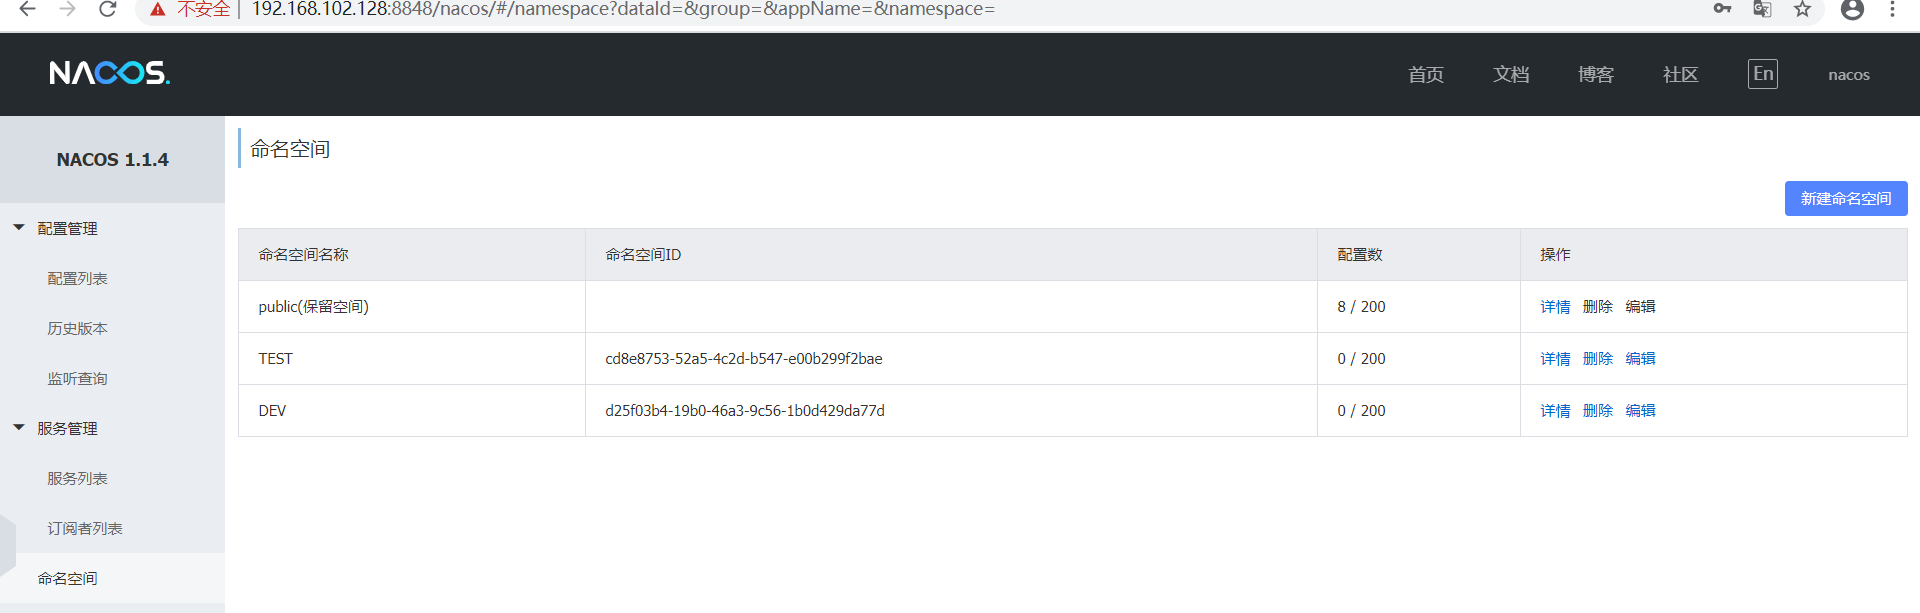 不安全 192.168.102.128:8848/nacos/#/namespace?dataId=&group=&appName=&namespace=
NACOS. 首页 文档 博客 社区 En nacos
NACOS 1.1.4
配置管理
配置列表
历史版本
监听查询
服务管理
服务列表
订阅者列表
命名空间
命名空间
新建命名空间
命名空间名称 命名空间ID 配置数 操作
public(保留空间) 8 / 200 详情 删除 编辑
TEST cd8e8753-52a5-4c2d-b547-e00b299f2bae 0 / 200 详情 删除 编辑
DEV d25f03b4-19b0-46a3-9c56-1b0d429da77d 0 / 200 详情 删除 编辑